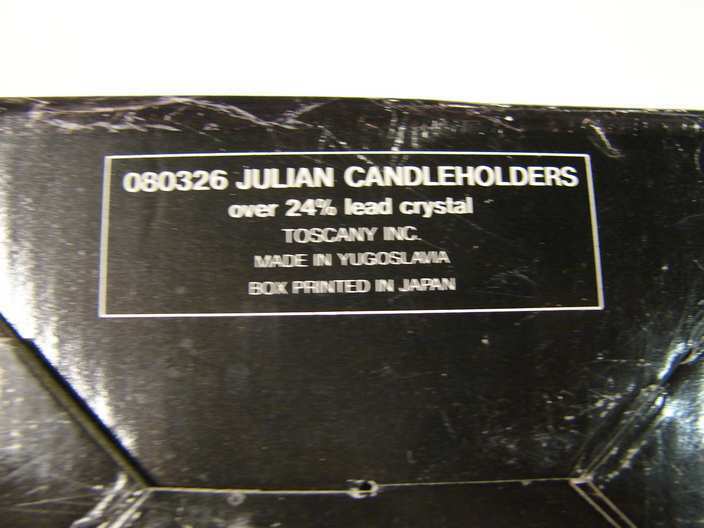 080326 JULIAN CANDLEHOLDERS
over 24% lead crystal
TOSCANY INC.
MADE IN YUGOSLAVIA
BOX PRINTED IN JAPAN